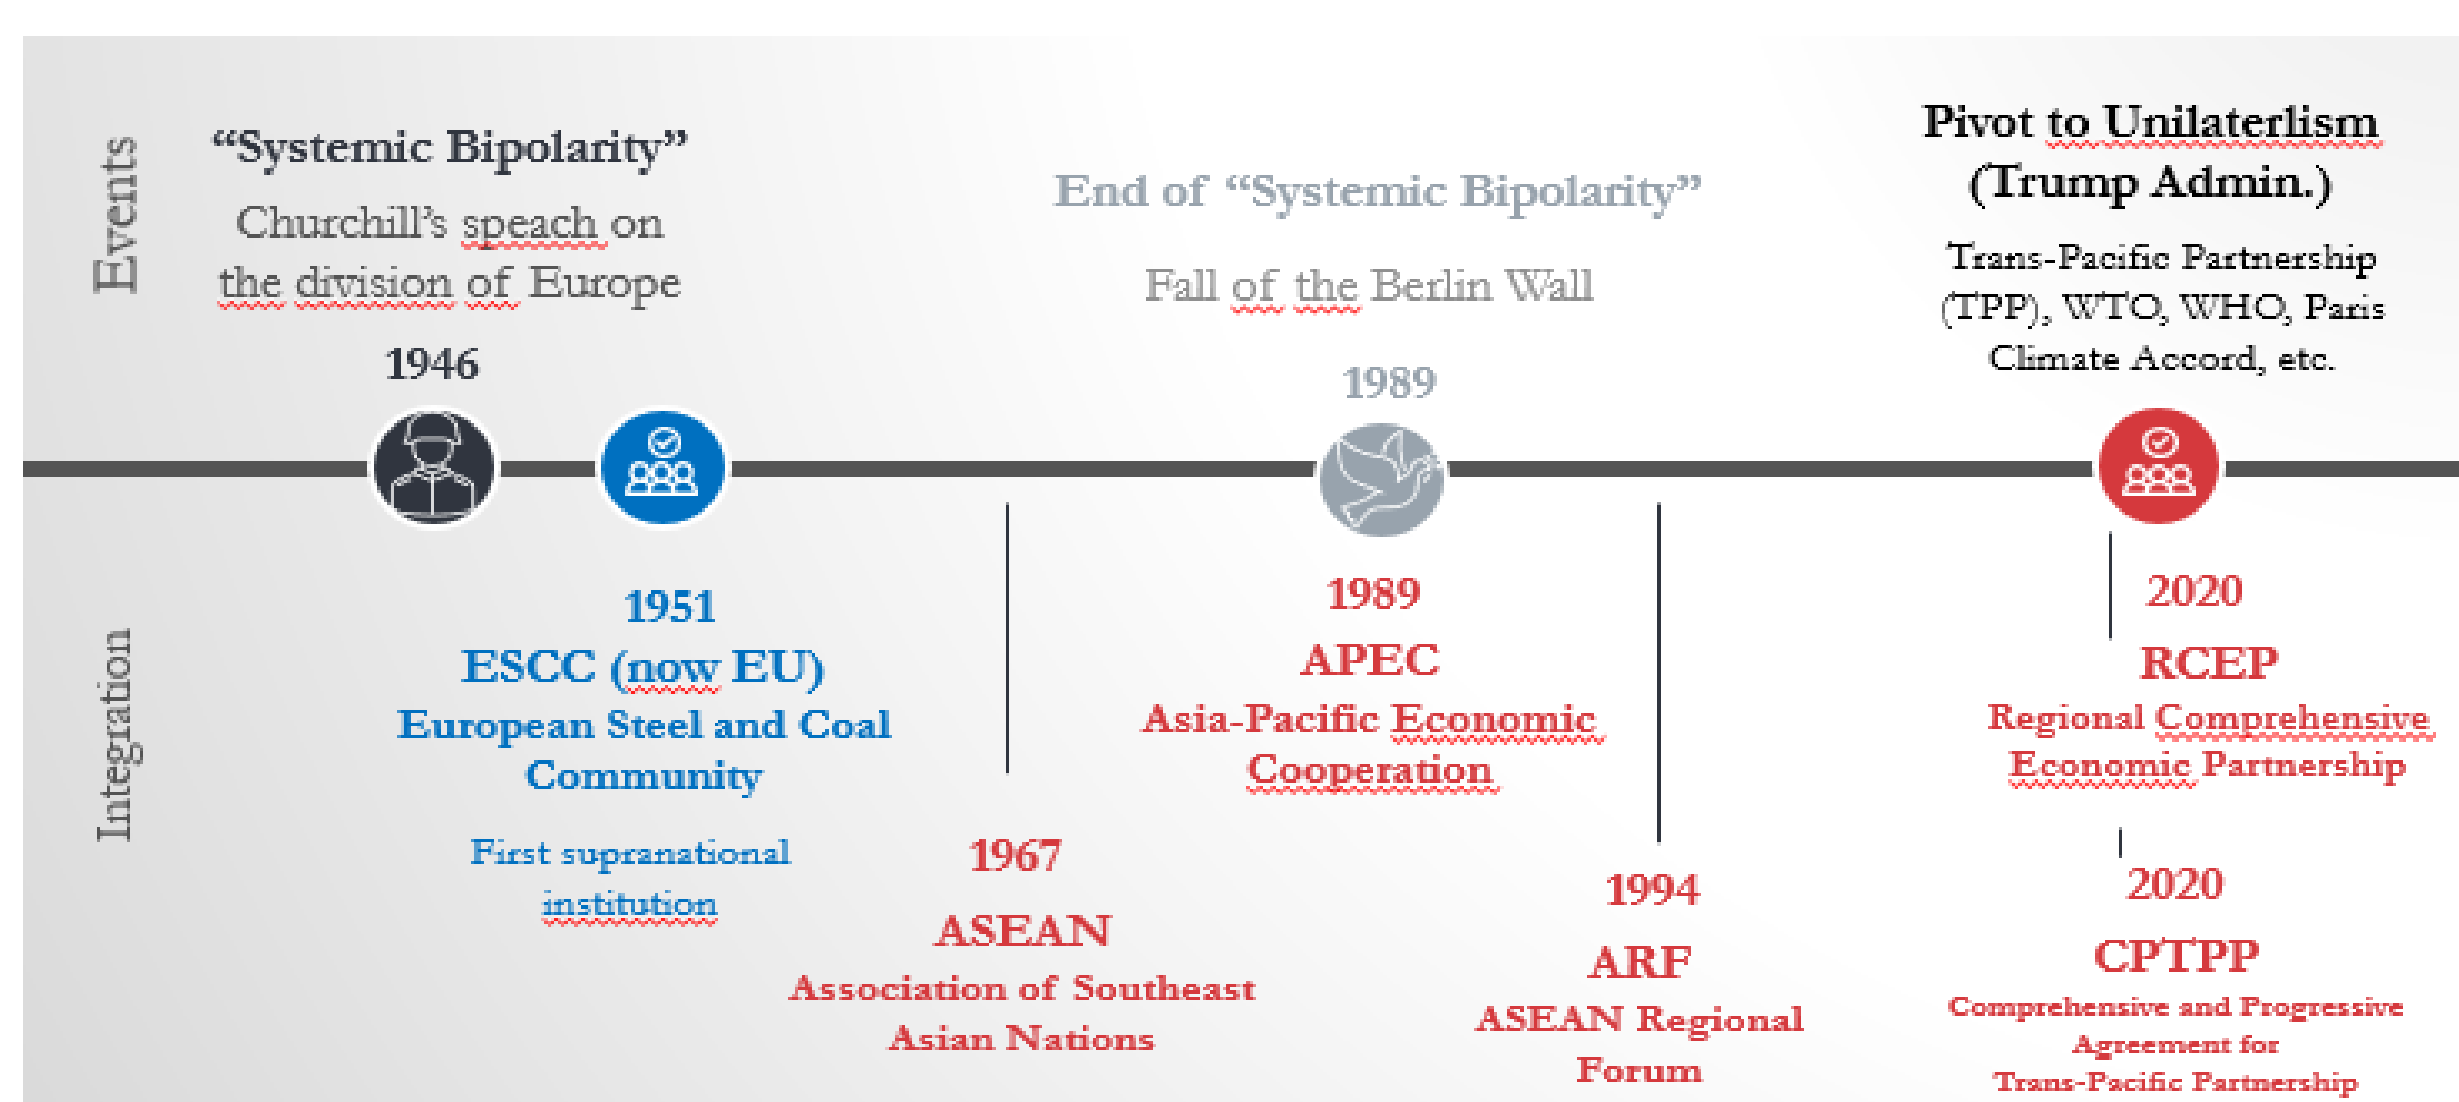 Events
“Systemic Bipolarity”
Churchill’s speach on
the division of Europe
1946
End of “Systemic Bipolarity”
Fall of the Berlin Wall
1989
Pivot to Unilaterlism
(Trump Admin.)
Trans-Pacific Partnership
(TPP), WTO, WHO, Paris
Climate Accord, etc.
Integration
1951
ESCC (now EU)
European Steel and Coal
Community
First supranational
institution
1967
ASEAN
Association of Southeast
Asian Nations
1989
APEC
Asia-Pacific Economic
Cooperation
1994
ARF
ASEAN Regional
Forum
2020
RCEP
Regional Comprehensive
Economic Partnership
2020
CPTPP
Comprehensive and Progressive
Agreement for
Trans-Pacific Partnership